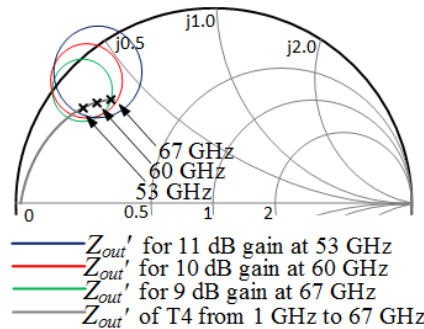 j1.0
j0.5
j2.0
67 GHz
60 GHz
53 GHz
0
0.5
1
2
Zout' for 11 dB gain at 53 GHz
Zout' for 10 dB gain at 60 GHz
Zout' for 9 dB gain at 67 GHz
Zout' of T4 from 1 GHz to 67 GHz